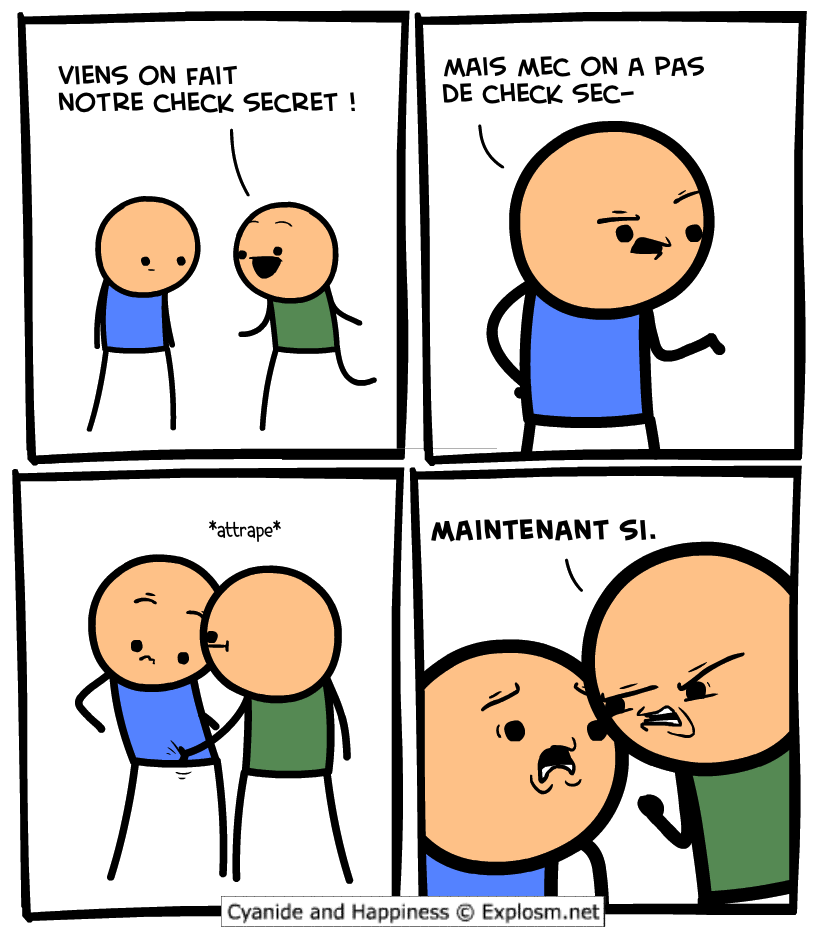 VIENS ON FAIT
NOTRE CHECK SECRET !
MAIS MEC ON A PAS
DE CHECK SEC-
*attrape*
MAINTENANT SI.
Cyanide and Happiness © Explosm.net